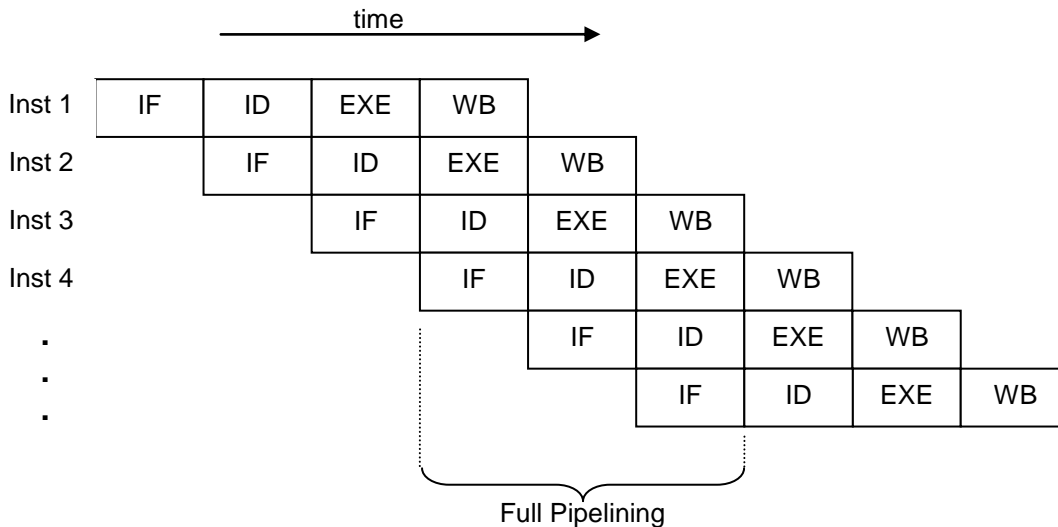 time
Inst 1 IF ID EXE WB
Inst 2 IF ID EXE WB
Inst 3 IF ID EXE WB
Inst 4 IF ID EXE WB
. IF ID EXE WB
. IF ID EXE WB
.
Full Pipelining